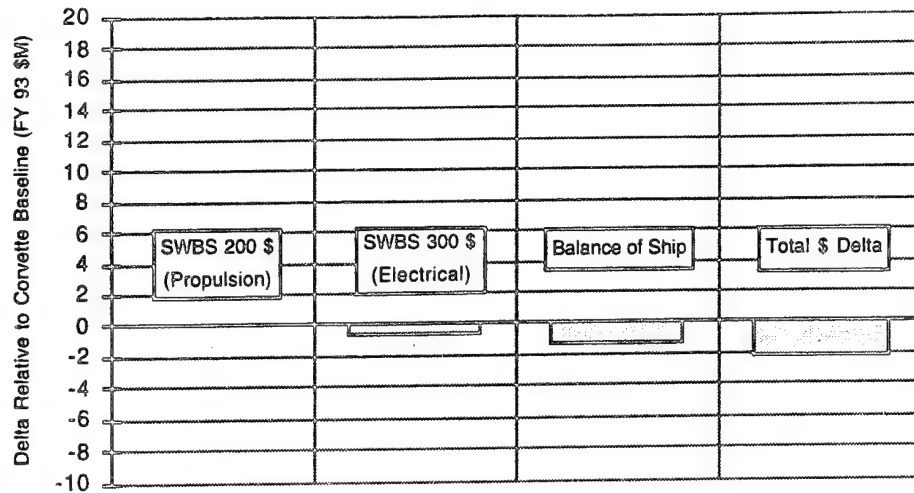 Delta Relative to Corvette Baseline (FY 93 $M)
20
18
16
14
12
10
8
6
4
2
0
-2
-4
-6
-8
-10
SWBS 200 $
(Propulsion)
SWBS 300 $
(Electrical)
Balance of Ship
Total $ Delta